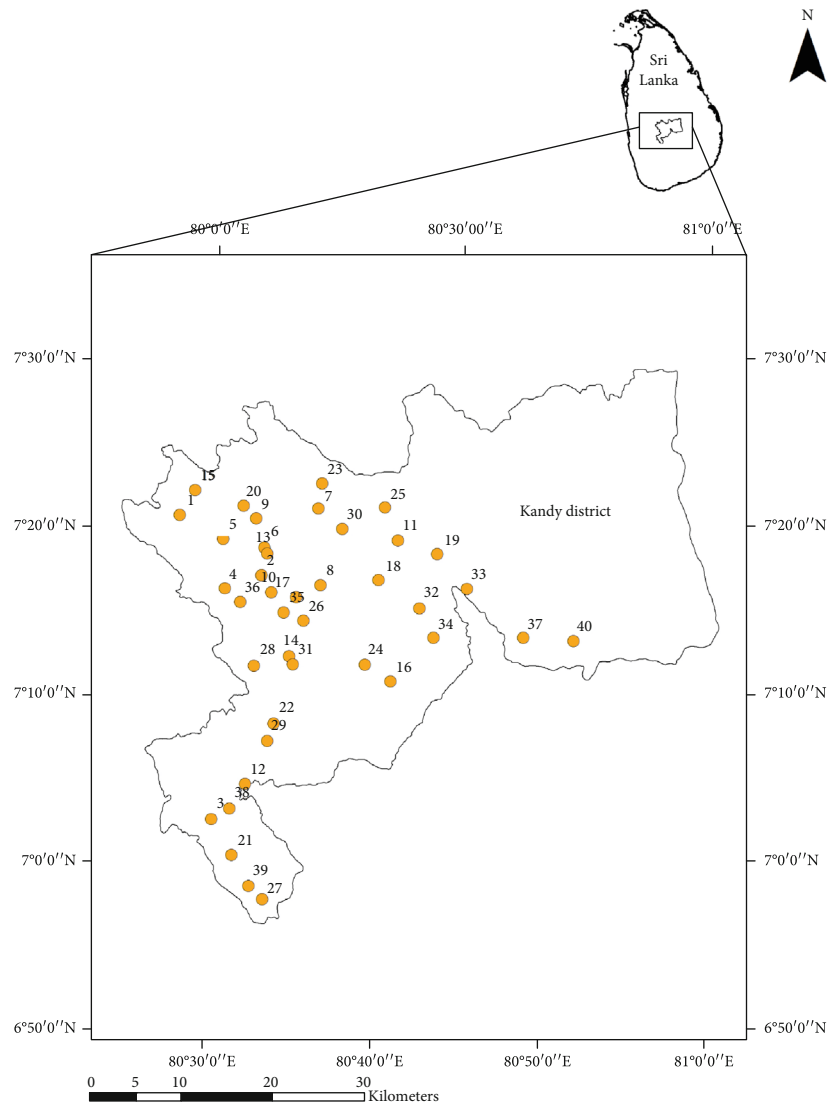 N
Sri
Lanka
80°0′0′′E 80°30′0′′E 81°0′0′′E
7°30′0′′N 7°30′0′′N
23
15
20 7 25
1 9 Kandy district
30
7°20′0′′N 5 6 11 7°20′0′′N
13 19
2
4 10 8 18
36 17 33
35 32
26
34 37 40
14
28 31 24
16
7°10′0′′N 7°10′0′′N
22
29
12
38
3
21
7°0′0′′N 7°0′0′′N
39
27
6°50′0′′N 6°50′0′′N
80°30′0′′E 80°40′0′′E 80°50′0′′E 81°0′0′′E
0 5 10 20 30
Kilometers